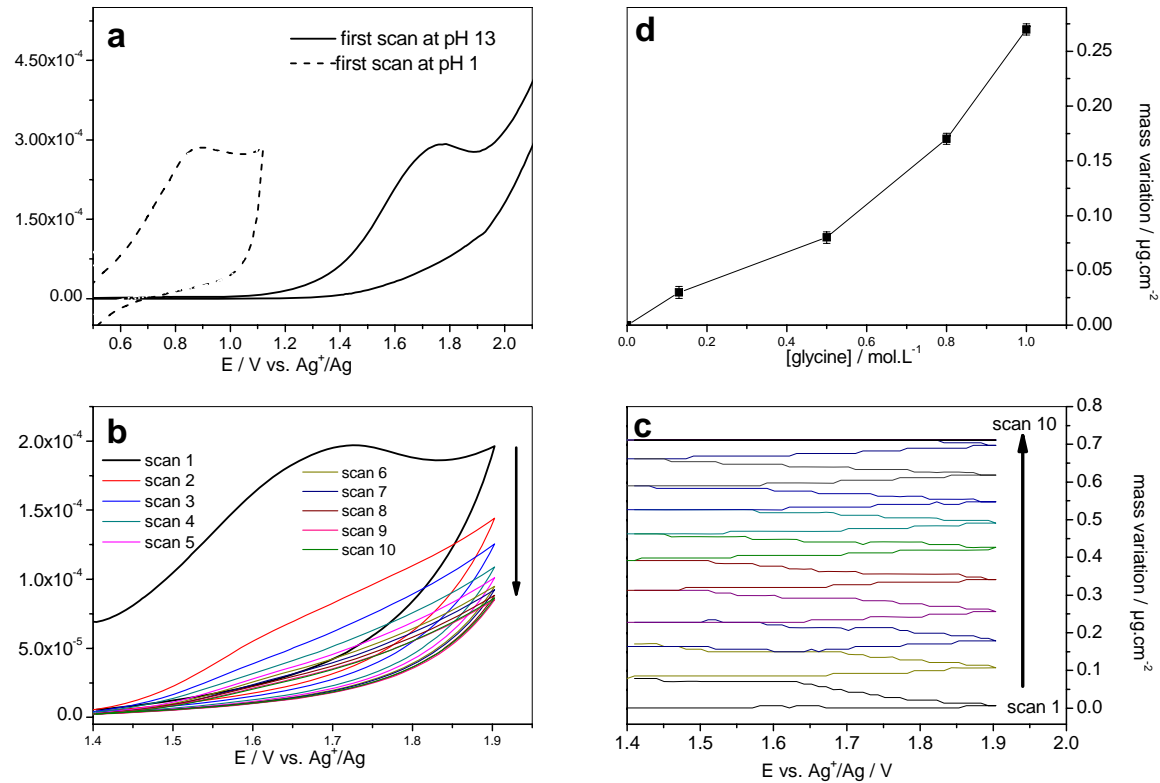 a
first scan at pH 13
first scan at pH 1
4.50x10⁻⁴
3.00x10⁻⁴
1.50x10⁻⁴
0.00
0.6 0.8 1.0 1.2 1.4 1.6 1.8 2.0
E / V vs. Ag⁺/Ag
d
0.25
0.20
0.15
0.10
0.05
0.00
mass variation / µg.cm⁻²
0.0 0.2 0.4 0.6 0.8 1.0
[glycine] / mol.L⁻¹
b
2.0x10⁻⁴
1.5x10⁻⁴
1.0x10⁻⁴
5.0x10⁻⁵
0.0
scan 1
scan 2
scan 3
scan 4
scan 5
scan 6
scan 7
scan 8
scan 9
scan 10
1.4 1.5 1.6 1.7 1.8 1.9
E / V vs. Ag⁺/Ag
c
scan 10
scan 1
0.8
0.7
0.6
0.5
0.4
0.3
0.2
0.1
0.0
mass variation / µg.cm⁻²
1.4 1.5 1.6 1.7 1.8 1.9 2.0
E vs. Ag⁺/Ag / V